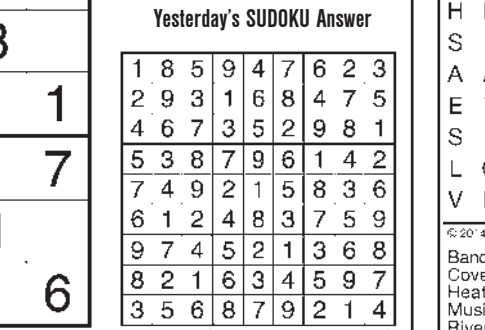 3
1
7
6
Yesterday's SUDOKU Answer
1 8 5 9 4 7 6 2 3
2 9 3 1 6 8 4 7 5
4 6 7 3 5 2 9 8 1
5 3 8 7 9 6 1 4 2
7 4 9 2 1 5 8 3 6
6 1 2 4 8 3 7 5 9
9 7 4 5 2 1 3 6 8
8 2 1 6 3 4 5 9 7
3 5 6 8 7 9 2 1 4
H
S
A
E
S
L
V
© 2014
Band
Cove
Heat
Musi
River